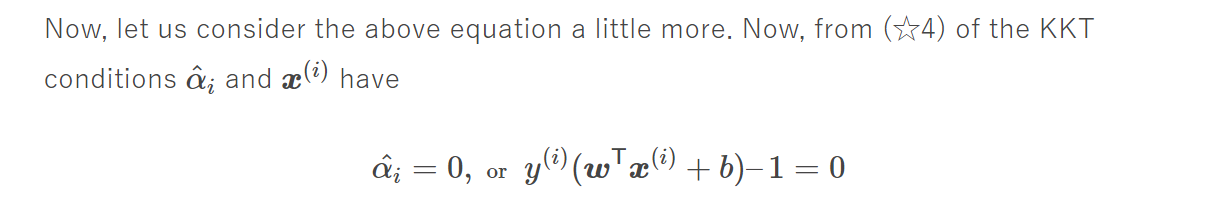 Now, let us consider the above equation a little more. Now, from (☆4) of the KKT
conditions α̂ᵢ and 𝒙⁽ⁱ⁾ have
α̂ᵢ = 0, or y⁽ⁱ⁾(𝒘ᵀ𝒙⁽ⁱ⁾ + b)–1 = 0